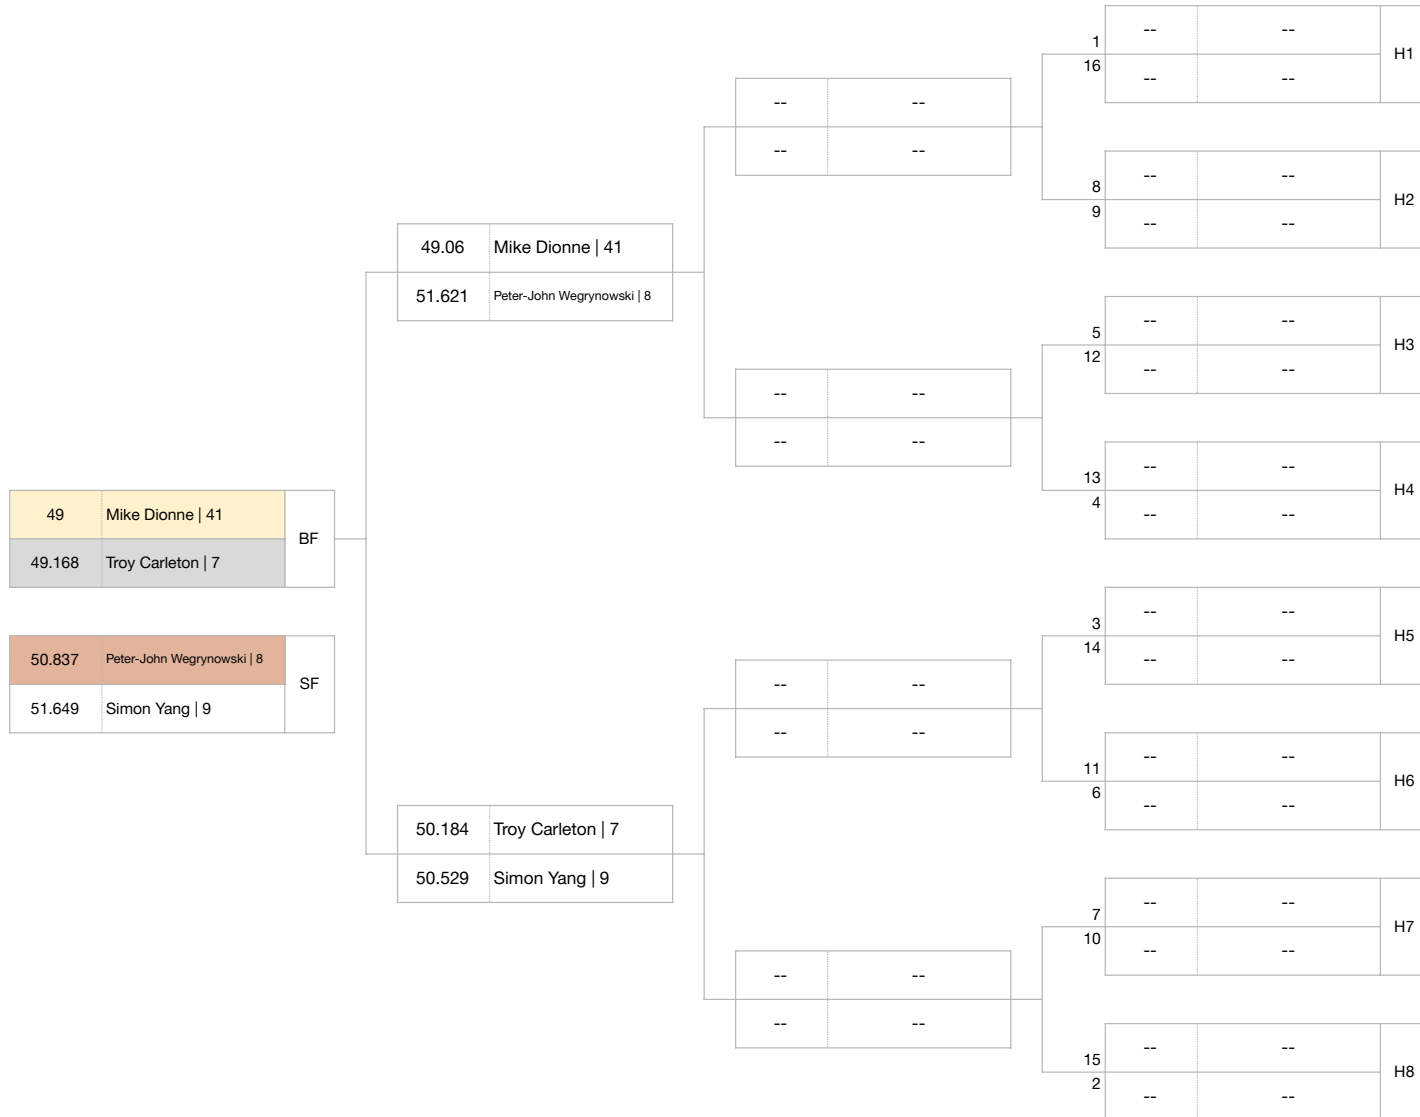 -- --
1
H1
16
-- --
-- --
-- --
-- --
8
H2
9
-- --
49.06 Mike Dionne | 41
51.621 Peter-John Wegrynowski | 8
-- --
5
H3
12
-- --
-- --
-- --
-- --
13
H4
4
-- --
49 Mike Dionne | 41
BF
49.168 Troy Carleton | 7
-- --
3
H5
14
-- --
50.837 Peter-John Wegrynowski | 8
SF
51.649 Simon Yang | 9
-- --
-- --
-- --
11
H6
6
-- --
50.184 Troy Carleton | 7
50.529 Simon Yang | 9
-- --
7
H7
10
-- --
-- --
-- --
-- --
15
H8
2
-- --